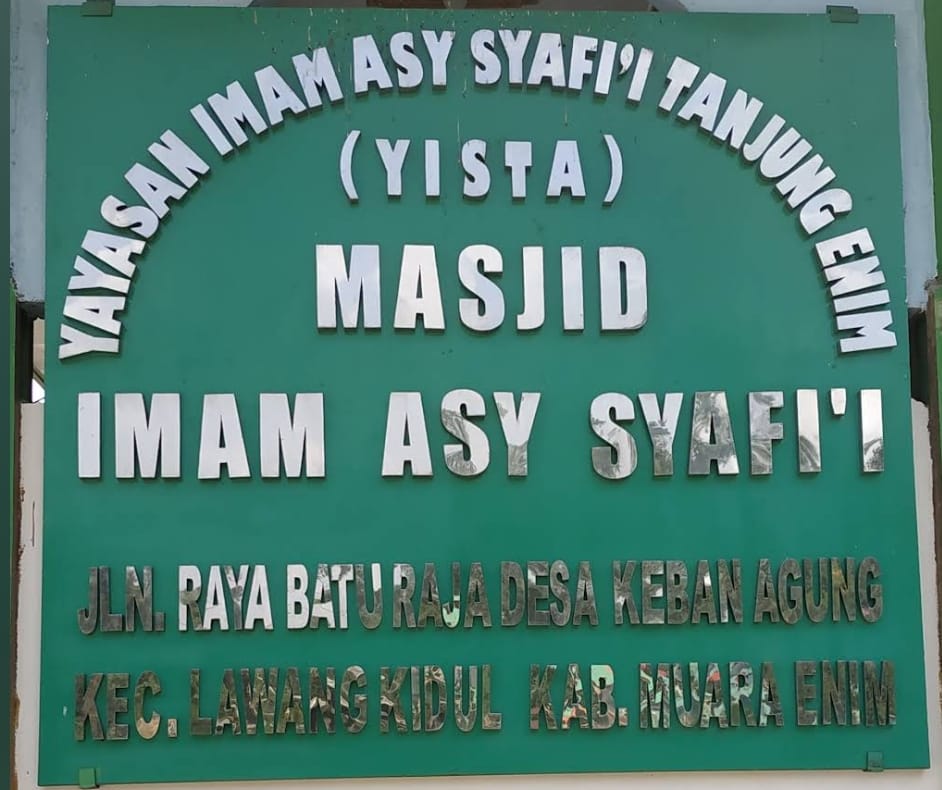 YAYASAN IMAM ASY SYAFI'I TANJUNG ENIM
(YISTA)
MASJID
IMAM ASY SYAFI'I
JLN. RAYA BATU RAJA DESA KEBAN AGUNG
KEC. LAWANG KIDUL KAB. MUARA ENIM